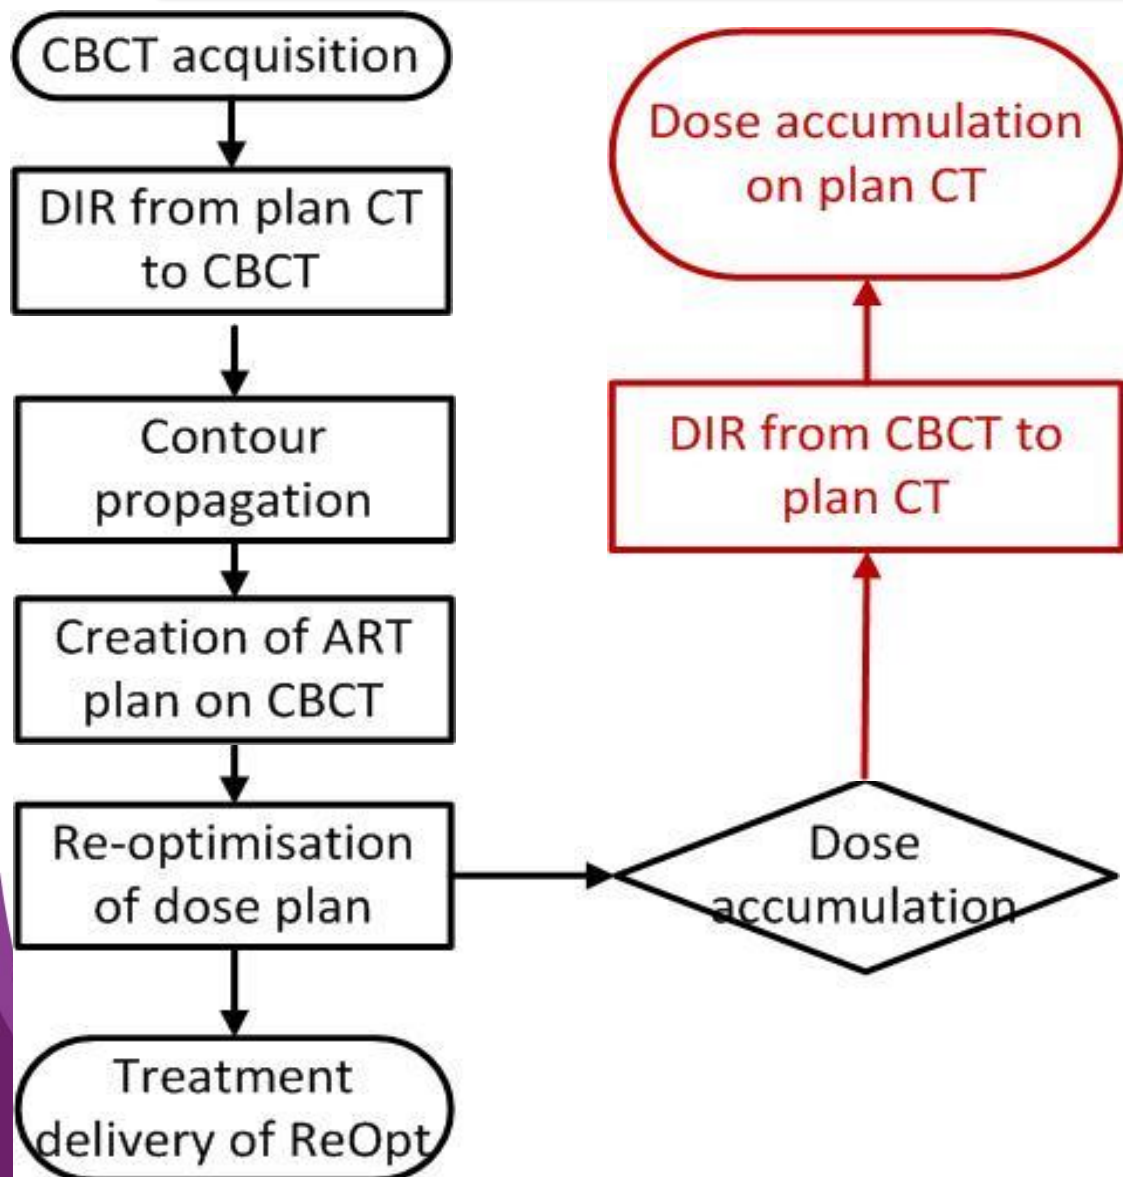 CBCT acquisition
DIR from plan CT
to CBCT
Contour
propagation
Creation of ART
plan on CBCT
Re-optimisation
of dose plan
Treatment
delivery of ReOpt
Dose
accumulation
DIR from CBCT to
plan CT
Dose accumulation
on plan CT